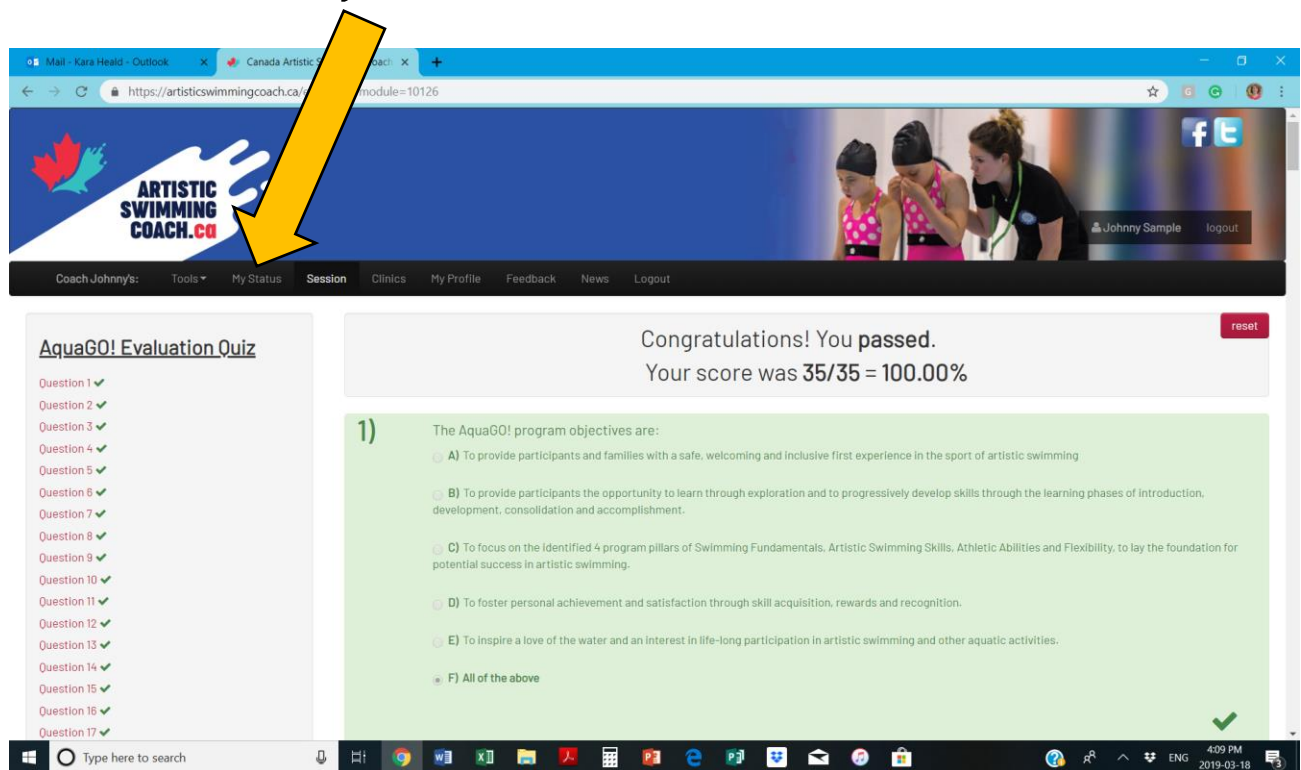 Mail - Kara Heald - Outlook
Canada Artistic S
oach
https://artisticswimmingcoach.ca/
module=10126
ARTISTIC
SWIMMING
COACH.ca
Johnny Sample logout
Coach Johnny's: Tools My Status Session Clinics My Profile Feedback News Logout
AquaGO! Evaluation Quiz
Question 1
Question 2
Question 3
Question 4
Question 5
Question 6
Question 7
Question 8
Question 9
Question 10
Question 11
Question 12
Question 13
Question 14
Question 15
Question 16
Question 17
reset
Congratulations! You passed.
Your score was 35/35 = 100.00%
1) The AquaGO! program objectives are:
A) To provide participants and families with a safe, welcoming and inclusive first experience in the sport of artistic swimming
B) To provide participants the opportunity to learn through exploration and to progressively develop skills through the learning phases of introduction,
development, consolidation and accomplishment.
C) To focus on the identified 4 program pillars of Swimming Fundamentals, Artistic Swimming Skills, Athletic Abilities and Flexibility, to lay the foundation for
potential success in artistic swimming.
D) To foster personal achievement and satisfaction through skill acquisition, rewards and recognition.
E) To inspire a love of the water and an interest in life-long participation in artistic swimming and other aquatic activities.
F) All of the above
Type here to search
ENG
4:09 PM
2019-03-18